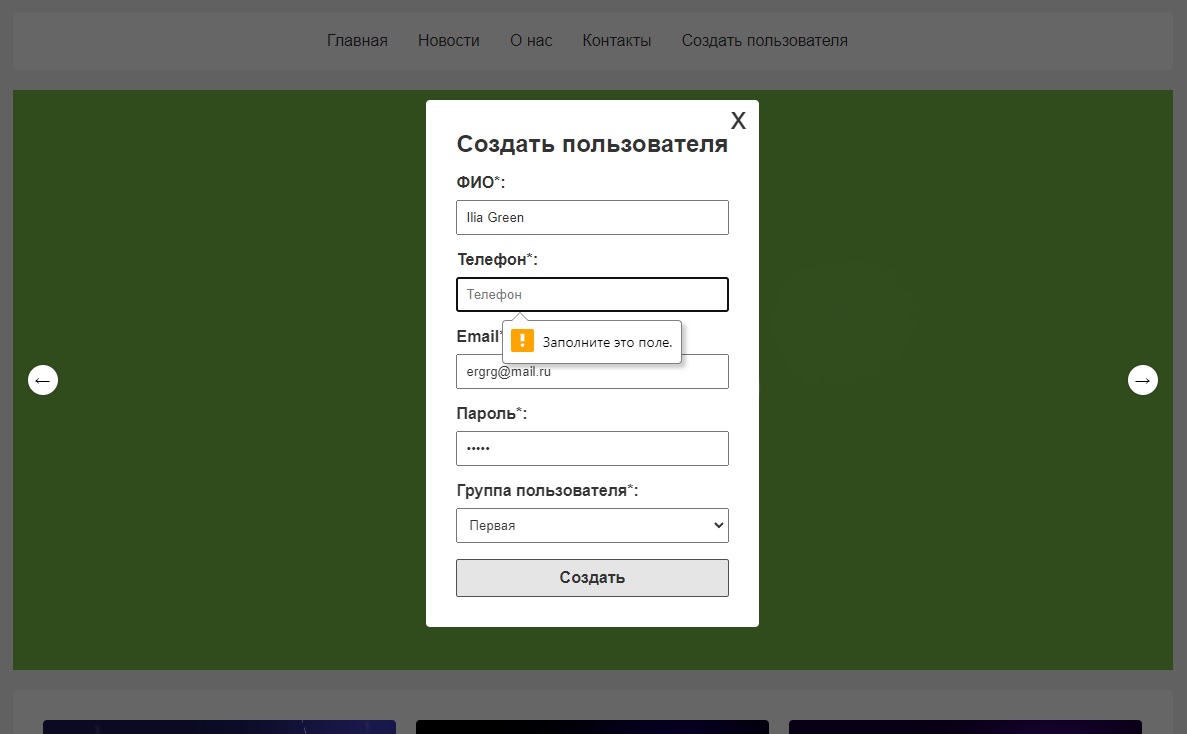 Главная Новости О нас Контакты Создать пользователя
X
Создать пользователя
ФИО*:
Ilia Green
Телефон*:
Телефон
Email*
Заполните это поле.
ergrg@mail.ru
Пароль*:
•••••
Группа пользователя*:
Первая
Создать